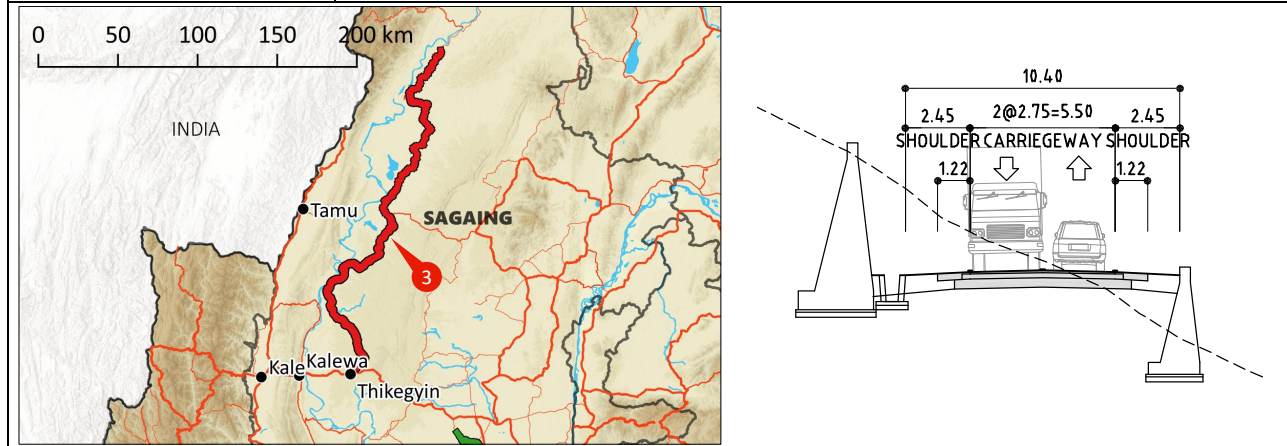 0 50 100 150 200 km
INDIA
Tamu
SAGAING
3
Kale
Kalewa
Thikegyin
10.40
2.45 2@2.75=5.50 2.45
SHOULDER CARRIEGEWAY SHOULDER
1.22 1.22